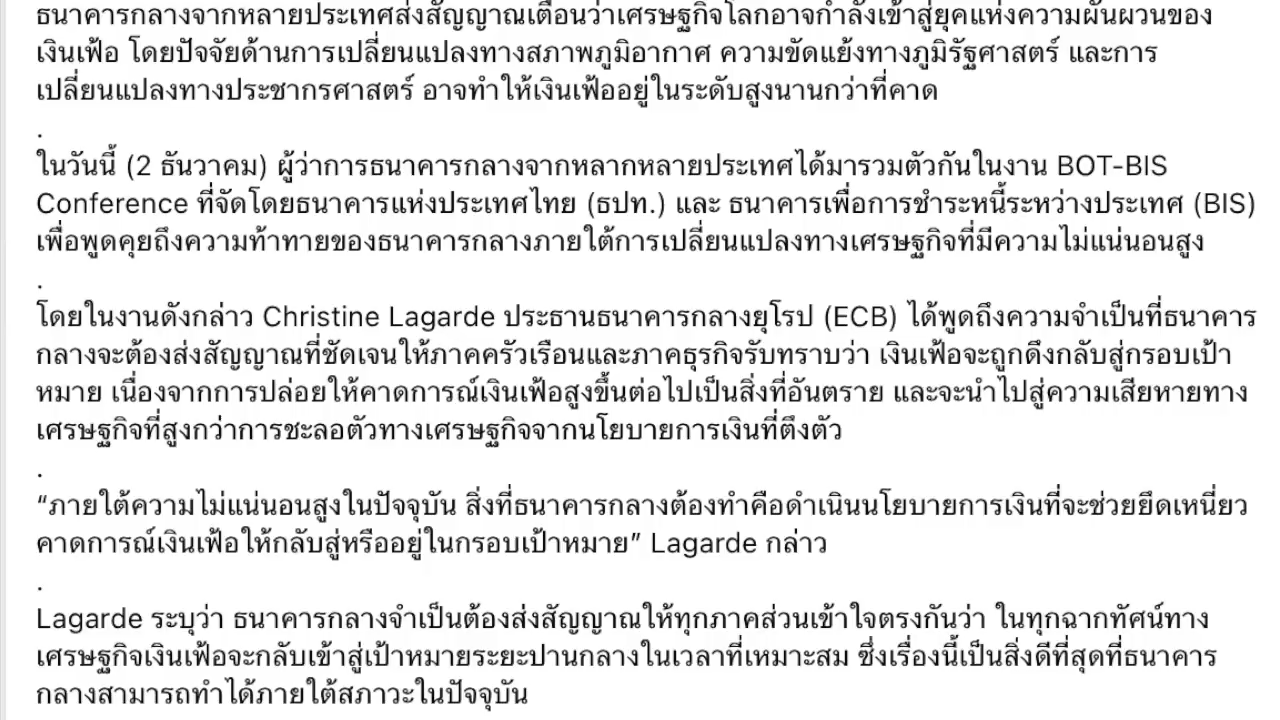 ธนาคารกลางจากหลายประเทศส่งสัญญาณเตือนว่าเศรษฐกิจโลกอาจกำลังเข้าสู่ยุคแห่งความผันผวนของ
เงินเฟ้อ โดยปัจจัยด้านการเปลี่ยนแปลงทางสภาพภูมิอากาศ ความขัดแย้งทางภูมิรัฐศาสตร์ และการ
เปลี่ยนแปลงทางประชากรศาสตร์ อาจทำให้เงินเฟ้ออยู่ในระดับสูงนานกว่าที่คาด
.
ในวันนี้ (2 ธันวาคม) ผู้ว่าการธนาคารกลางจากหลากหลายประเทศได้มารวมตัวกันในงาน BOT-BIS
Conference ที่จัดโดยธนาคารแห่งประเทศไทย (ธปท.) และ ธนาคารเพื่อการชำระหนี้ระหว่างประเทศ (BIS)
เพื่อพูดคุยถึงความท้าทายของธนาคารกลางภายใต้การเปลี่ยนแปลงทางเศรษฐกิจที่มีความไม่แน่นอนสูง
.
โดยในงานดังกล่าว Christine Lagarde ประธานธนาคารกลางยุโรป (ECB) ได้พูดถึงความจำเป็นที่ธนาคาร
กลางจะต้องส่งสัญญาณที่ชัดเจนให้ภาคครัวเรือนและภาคธุรกิจรับทราบว่า เงินเฟ้อจะถูกดึงกลับสู่กรอบเป้า
หมาย เนื่องจากการปล่อยให้คาดการณ์เงินเฟ้อสูงขึ้นต่อไปเป็นสิ่งที่อันตราย และจะนำไปสู่ความเสียหายทาง
เศรษฐกิจที่สูงกว่าการชะลอตัวทางเศรษฐกิจจากนโยบายการเงินที่ตึงตัว
.
“ภายใต้ความไม่แน่นอนสูงในปัจจุบัน สิ่งที่ธนาคารกลางต้องทำคือดำเนินนโยบายการเงินที่จะช่วยยึดเหนี่ยว
คาดการณ์เงินเฟ้อให้กลับสู่หรืออยู่ในกรอบเป้าหมาย” Lagarde กล่าว
.
Lagarde ระบุว่า ธนาคารกลางจำเป็นต้องส่งสัญญาณให้ทุกภาคส่วนเข้าใจตรงกันว่า ในทุกฉากทัศน์ทาง
เศรษฐกิจเงินเฟ้อจะกลับเข้าสู่เป้าหมายระยะปานกลางในเวลาที่เหมาะสม ซึ่งเรื่องนี้เป็นสิ่งดีที่สุดที่ธนาคาร
กลางสามารถทำได้ภายใต้สภาวะในปัจจุบัน